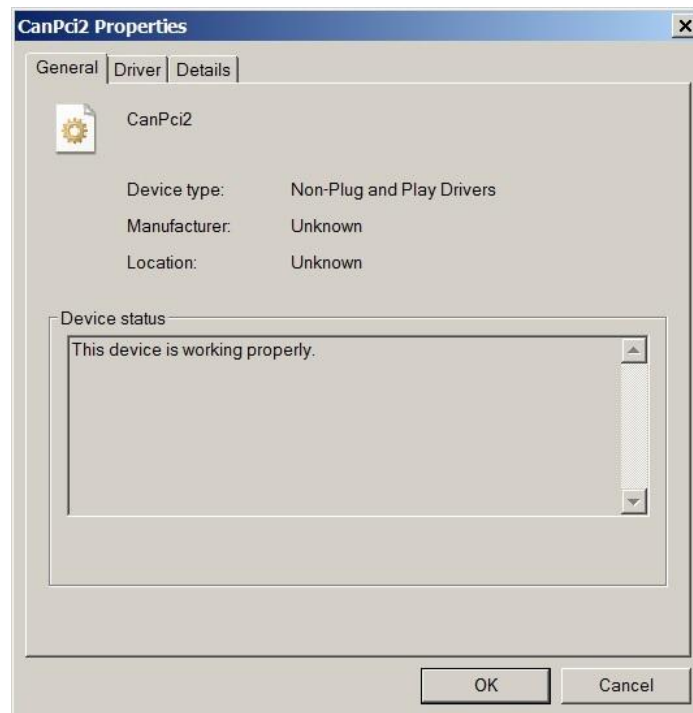 CanPci2 Properties
General Driver Details
CanPci2
Device type: Non-Plug and Play Drivers
Manufacturer: Unknown
Location: Unknown
Device status
This device is working properly.
OK Cancel